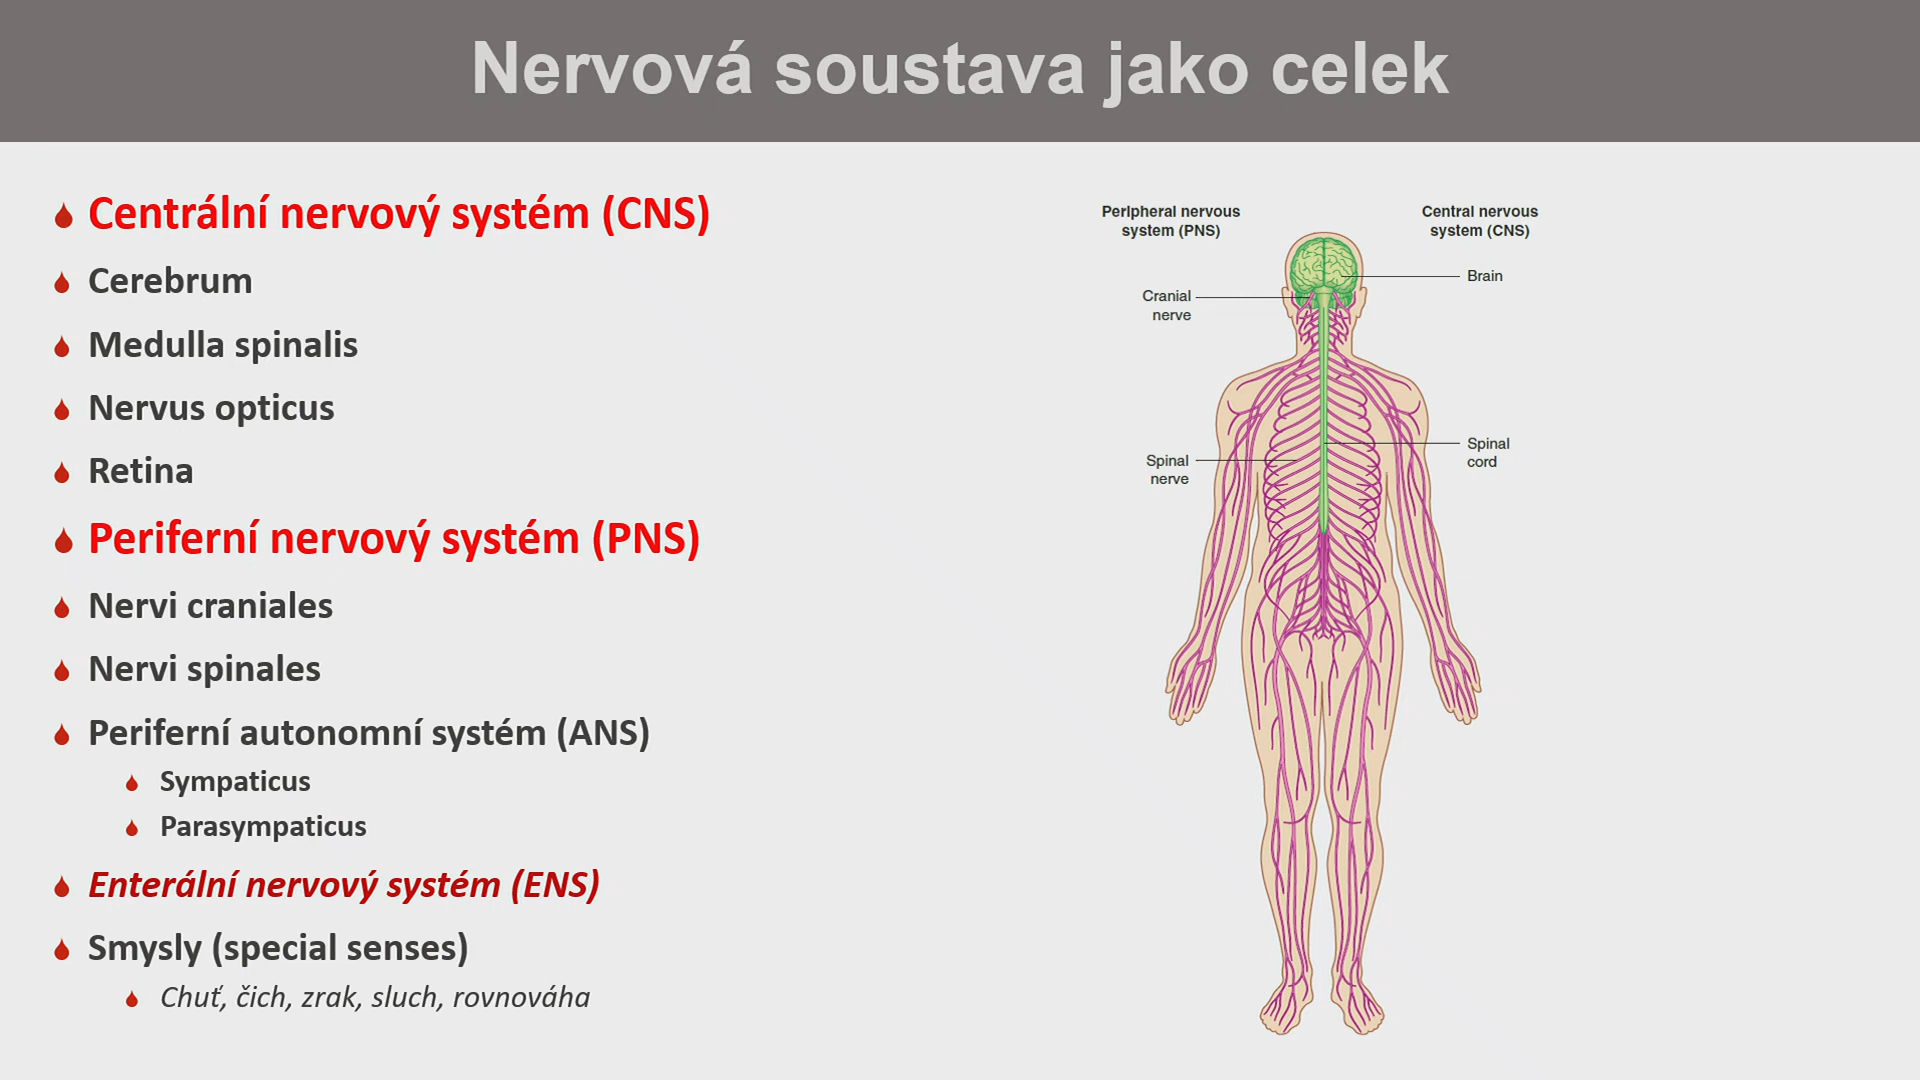 Nervová soustava jako celek
Centrální nervový systém (CNS)
Cerebrum
Medulla spinalis
Nervus opticus
Retina
Periferní nervový systém (PNS)
Nervi craniales
Nervi spinales
Periferní autonomní systém (ANS)
Sympaticus
Parasympaticus
Enterální nervový systém (ENS)
Smysly (special senses)
Chuť, čich, zrak, sluch, rovnováha
Peripheral nervous
system (PNS)
Central nervous
system (CNS)
Brain
Cranial
nerve
Spinal
cord
Spinal
nerve